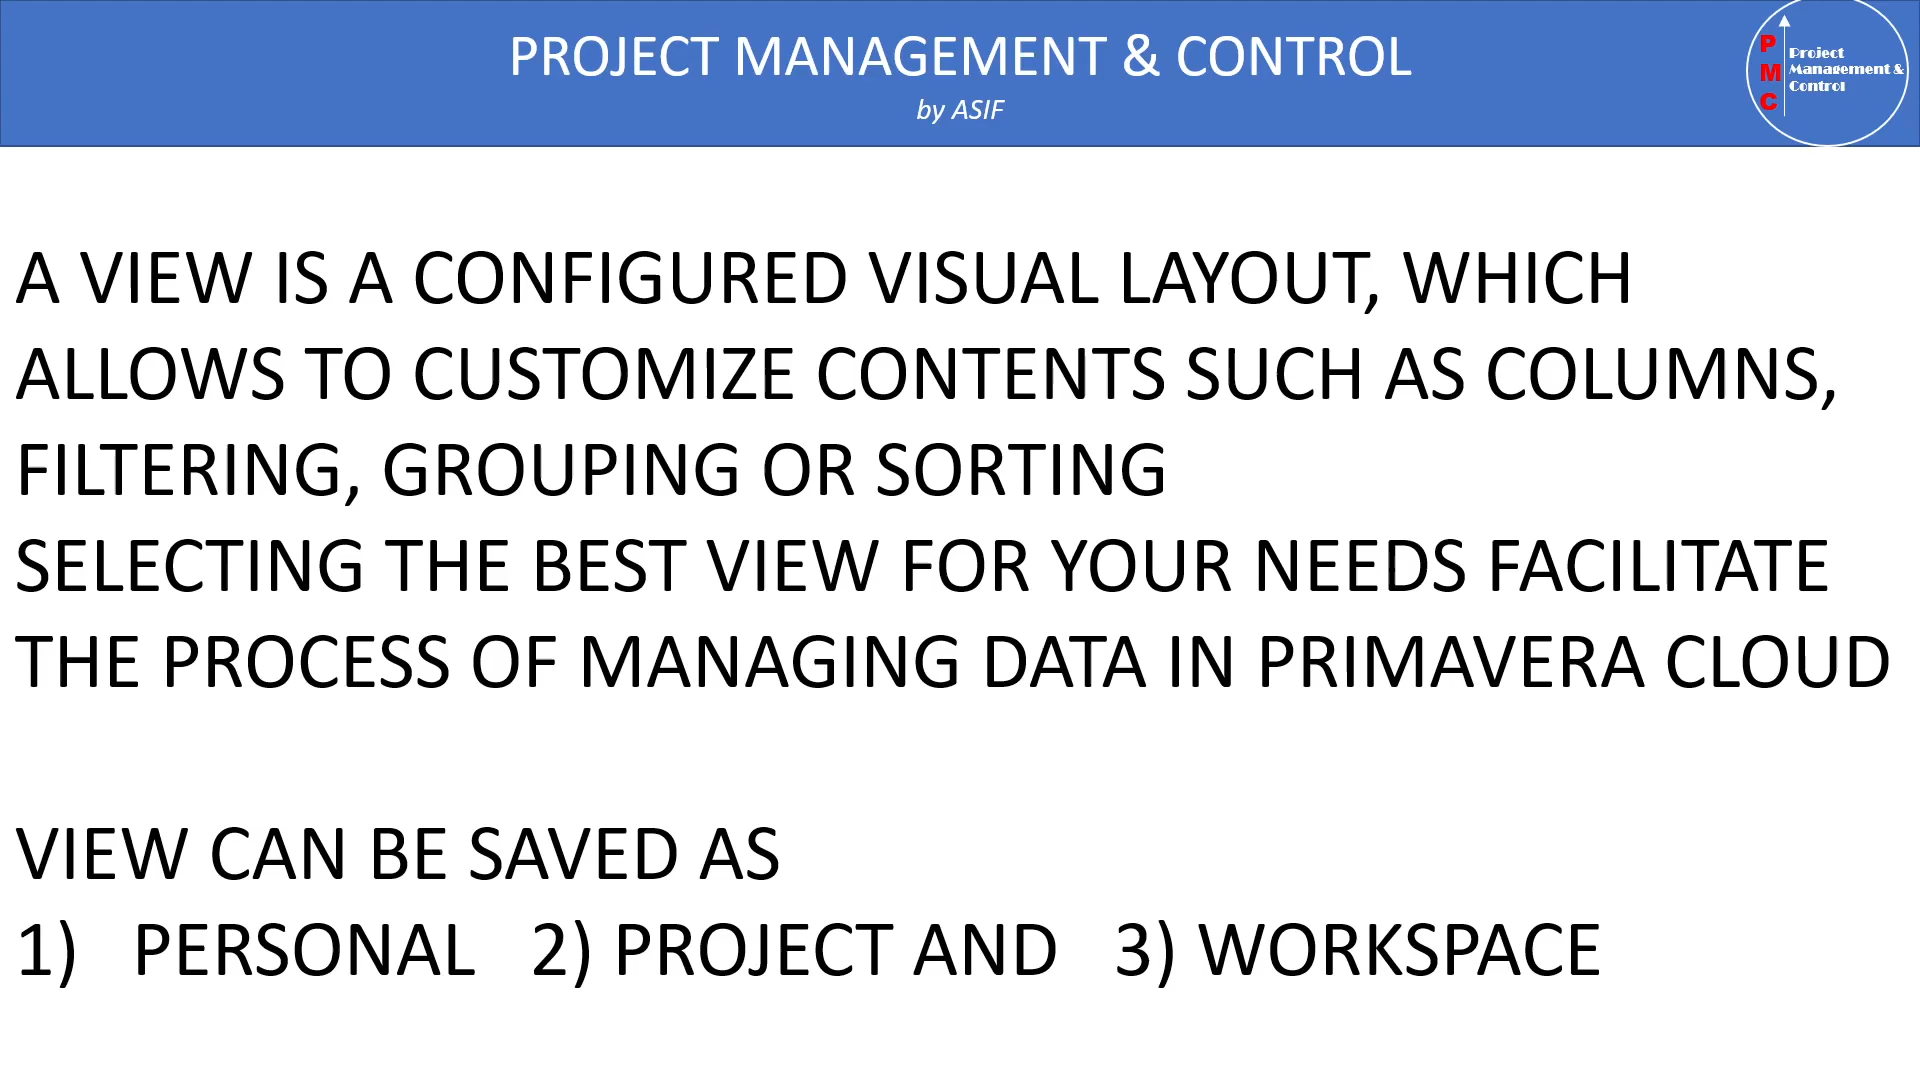 PROJECT MANAGEMENT & CONTROL
by ASIF
P
M
C
Project
Management &
Control
A VIEW IS A CONFIGURED VISUAL LAYOUT, WHICH
ALLOWS TO CUSTOMIZE CONTENTS SUCH AS COLUMNS,
FILTERING, GROUPING OR SORTING
SELECTING THE BEST VIEW FOR YOUR NEEDS FACILITATE
THE PROCESS OF MANAGING DATA IN PRIMAVERA CLOUD
VIEW CAN BE SAVED AS
1) PERSONAL 2) PROJECT AND 3) WORKSPACE